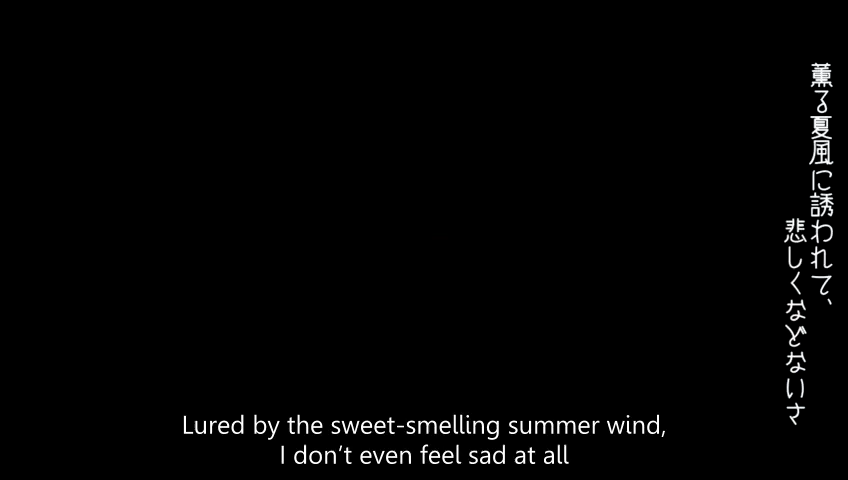 薫る夏風に誘われて、
悲しくなどないさ
Lured by the sweet-smelling summer wind,
I don’t even feel sad at all